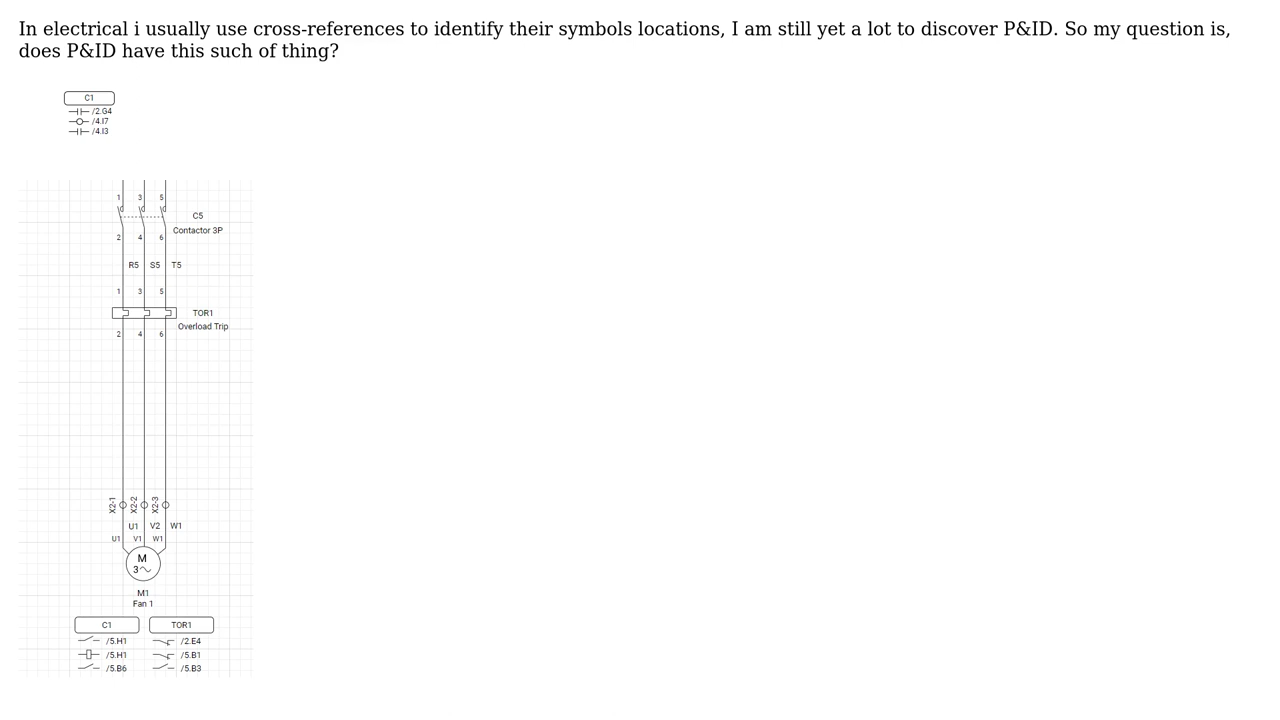 In electrical i usually use cross-references to identify their symbols locations, I am still yet a lot to discover P&ID. So my question is,
does P&ID have this such of thing?
C1
/2.G4
/4.I7
/4.I3
1 3 5
C5
Contactor 3P
2 4 6
R5 S5 T5
1 3 5
TOR1
Overload Trip
2 4 6
X2-1 X2-2 X2-3
U1 V2 W1
U1 V1 W1
M
3~
M1
Fan 1
C1 TOR1
/5.H1 /2.E4
/5.H1 /5.B1
/5.B6 /5.B3